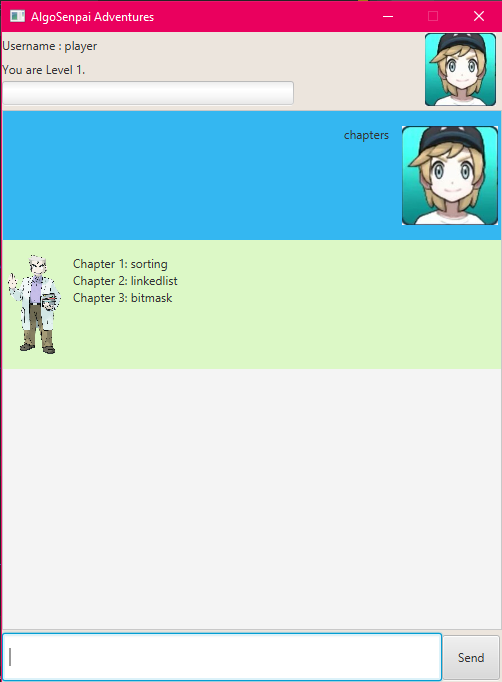 AlgoSenpai Adventures
Username : player
You are Level 1.
chapters
Chapter 1: sorting
Chapter 2: linkedlist
Chapter 3: bitmask
Send